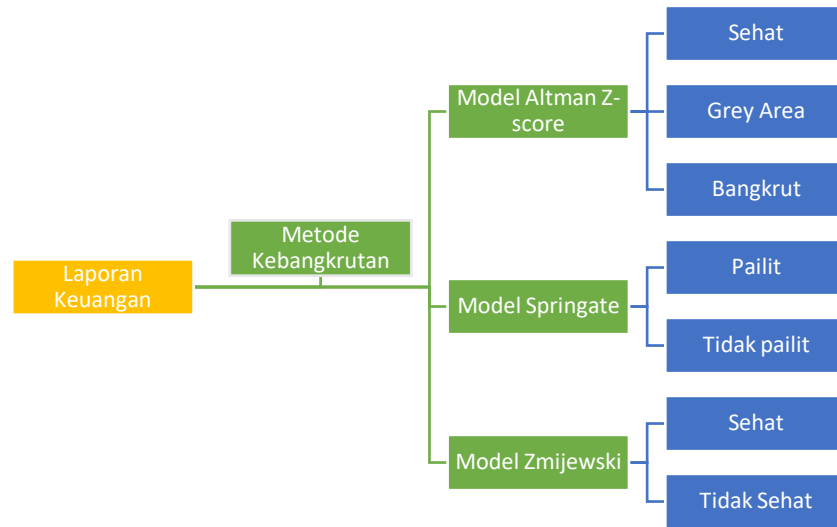 Laporan
Keuangan
Metode
Kebangkrutan
Model Altman Z-
score
Sehat
Grey Area
Bangkrut
Model Springate
Pailit
Tidak pailit
Model Zmijewski
Sehat
Tidak Sehat